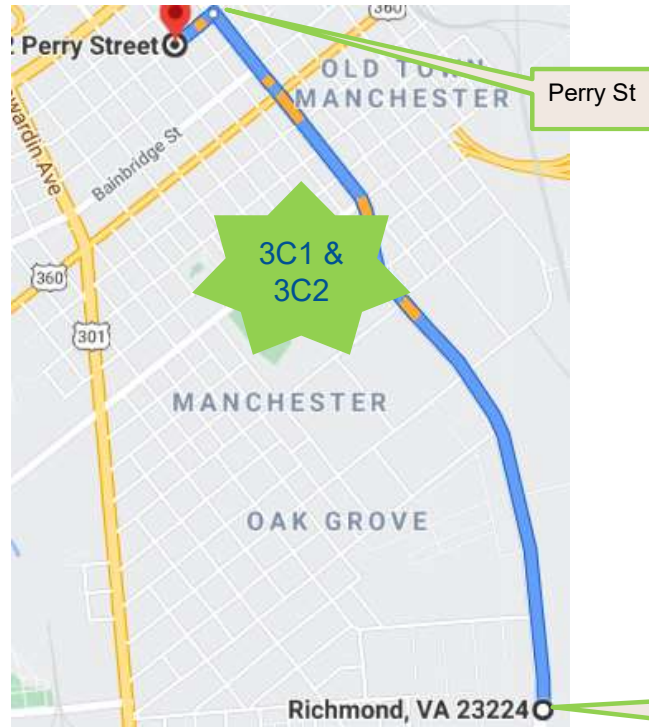 360
Perry Street
OLD TOWN
MANCHESTER
Perry St
Bainbridge St
3C1 &
3C2
360
301
MANCHESTER
OAK GROVE
Richmond, VA 23224